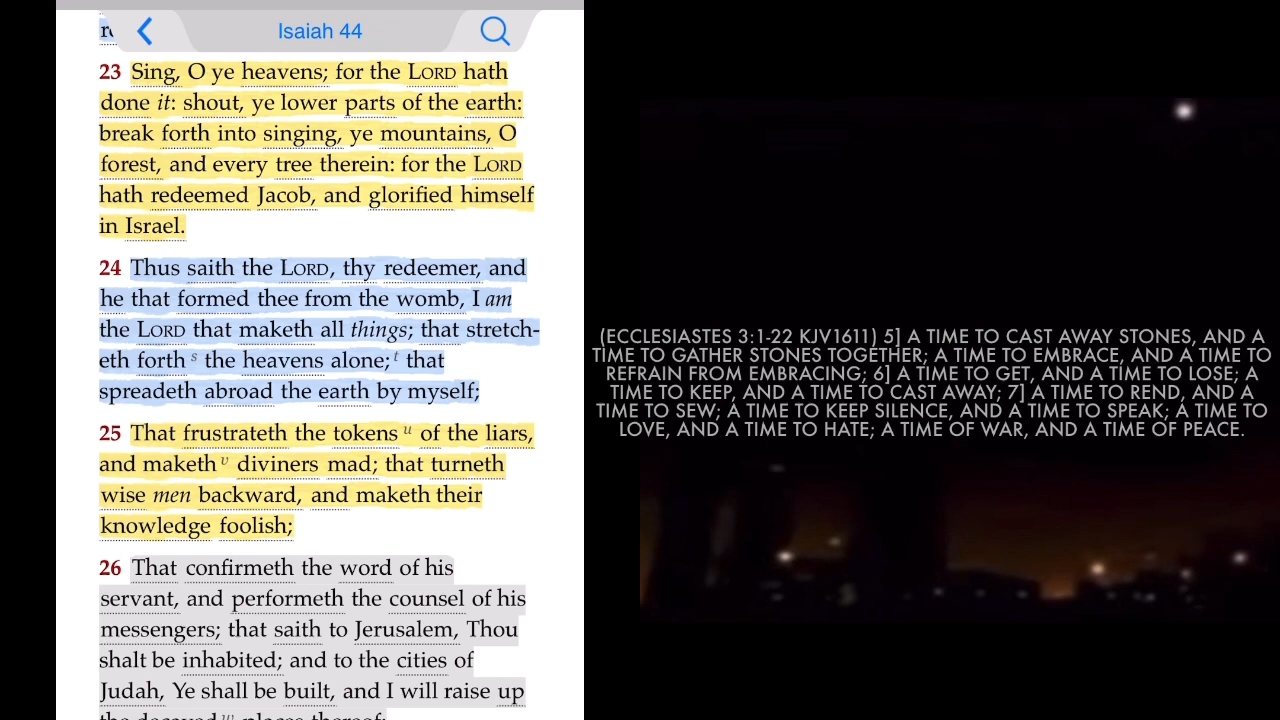 Isaiah 44
23 Sing, O ye heavens; for the LORD hath
done it: shout, ye lower parts of the earth:
break forth into singing, ye mountains, O
forest, and every tree therein: for the LORD
hath redeemed Jacob, and glorified himself
in Israel.
24 Thus saith the LORD, thy redeemer, and
he that formed thee from the womb, I am
the LORD that maketh all things; that stretch-
eth forth s the heavens alone; t that
spreadeth abroad the earth by myself;
25 That frustrateth the tokens u of the liars,
and maketh v diviners mad; that turneth
wise men backward, and maketh their
knowledge foolish;
26 That confirmeth the word of his
servant, and performeth the counsel of his
messengers; that saith to Jerusalem, Thou
shalt be inhabited; and to the cities of
Judah, Ye shall be built, and I will raise up
the decayed w places thereof:
(ECCLESIASTES 3:1-22 KJV1611) 5] A TIME TO CAST AWAY STONES, AND A
TIME TO GATHER STONES TOGETHER; A TIME TO EMBRACE, AND A TIME TO
REFRAIN FROM EMBRACING; 6] A TIME TO GET, AND A TIME TO LOSE; A
TIME TO KEEP, AND A TIME TO CAST AWAY; 7] A TIME TO REND, AND A
TIME TO SEW; A TIME TO KEEP SILENCE, AND A TIME TO SPEAK; A TIME TO
LOVE, AND A TIME TO HATE; A TIME OF WAR, AND A TIME OF PEACE.